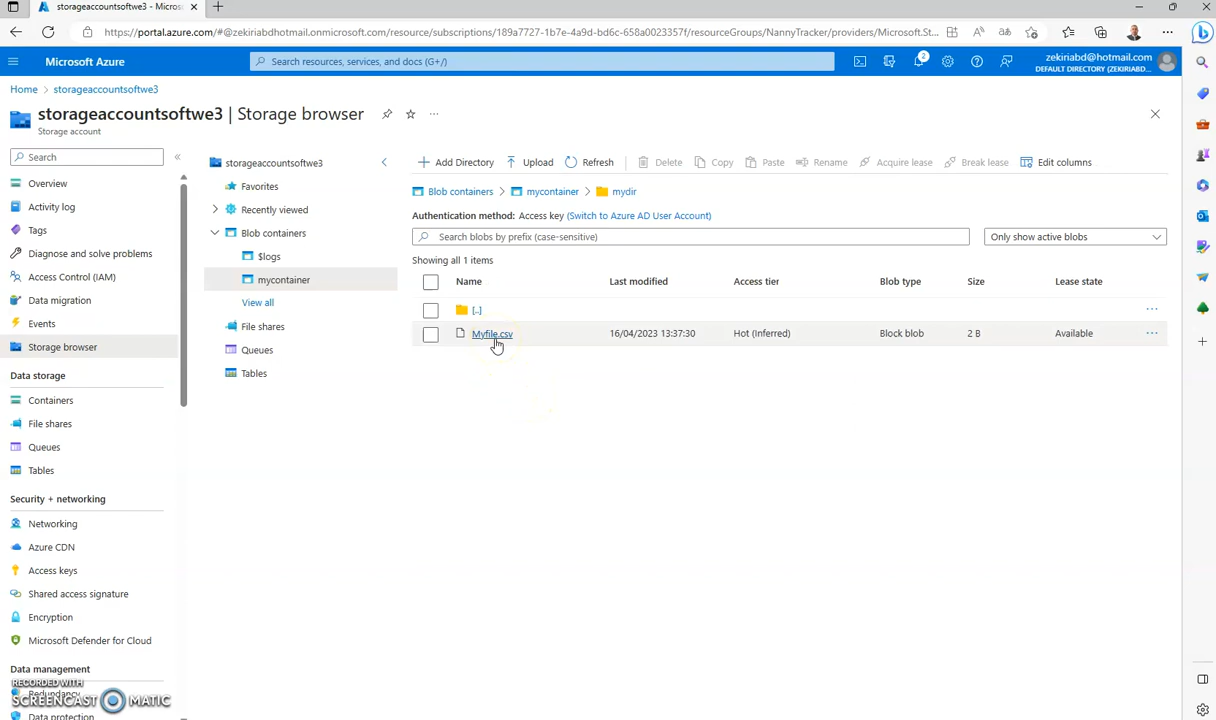 storageaccountsoftwe3 - Micros
https://portal.azure.com/#@zekiriabdhotmail.onmicrosoft.com/resource/subscriptions/189a7727-1b7e-4a9d-bd6c-658a0023357f/resourceGroups/NannyTracker/providers/Microsoft.St...
Microsoft Azure
Search resources, services, and docs (G+/)
2
zekiriabd@hotmail.com
DEFAULT DIRECTORY (ZEKIRIABD...
Home > storageaccountsoftwe3 >
storageaccountsoftwe3 | Storage browser
Storage account
Search
Overview
Activity log
Tags
Diagnose and solve problems
Access Control (IAM)
Data migration
Events
Storage browser
Data storage
Containers
File shares
Queues
Tables
Security + networking
Networking
Azure CDN
Access keys
Shared access signature
Encryption
Microsoft Defender for Cloud
Data management
Redundancy
Data protection
RECORDED WITH
SCREENCAST MATIC
storageaccountsoftwe3
Favorites
Recently viewed
Blob containers
$logs
mycontainer
View all
File shares
Queues
Tables
Add Directory Upload Refresh Delete Copy Paste Rename Acquire lease Break lease Edit columns
Blob containers > mycontainer > mydir
Authentication method: Access key (Switch to Azure AD User Account)
Search blobs by prefix (case-sensitive)
Only show active blobs
Showing all 1 items
Name Last modified Access tier Blob type Size Lease state
[..]
Myfile.csv 16/04/2023 13:37:30 Hot (Inferred) Block blob 2 B Available